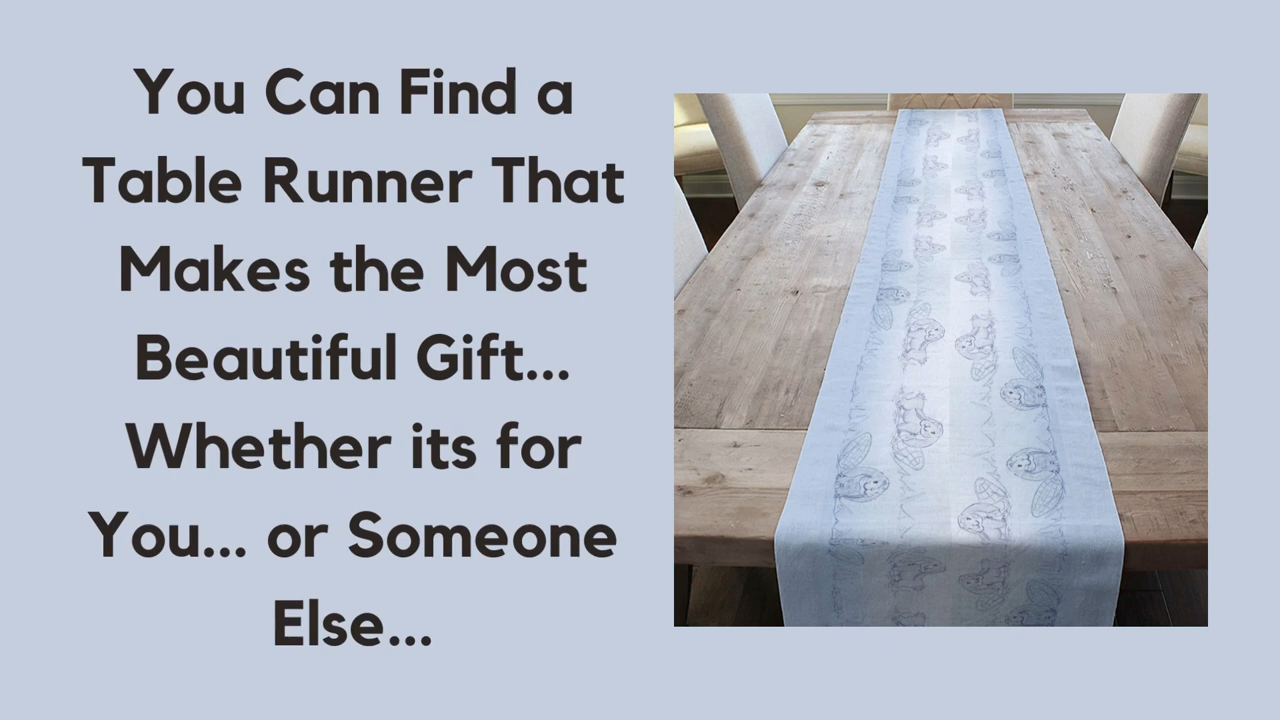 You Can Find a
Table Runner That
Makes the Most
Beautiful Gift...
Whether its for
You... or Someone
Else...